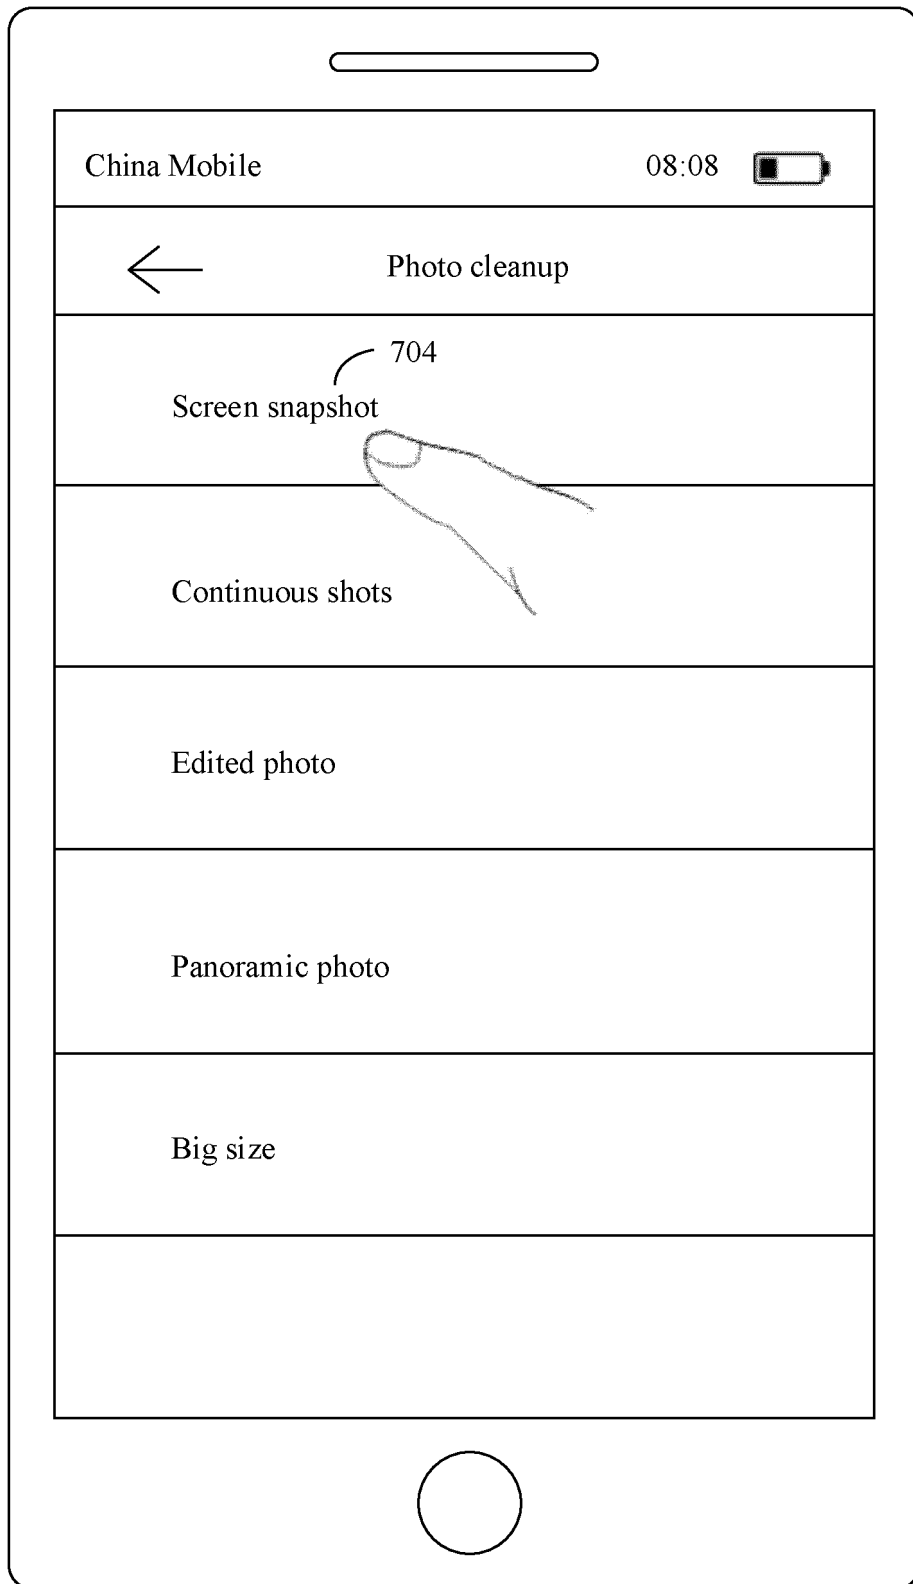 China Mobile 08:08
Photo cleanup
704
Screen snapshot
Continuous shots
Edited photo
Panoramic photo
Big size